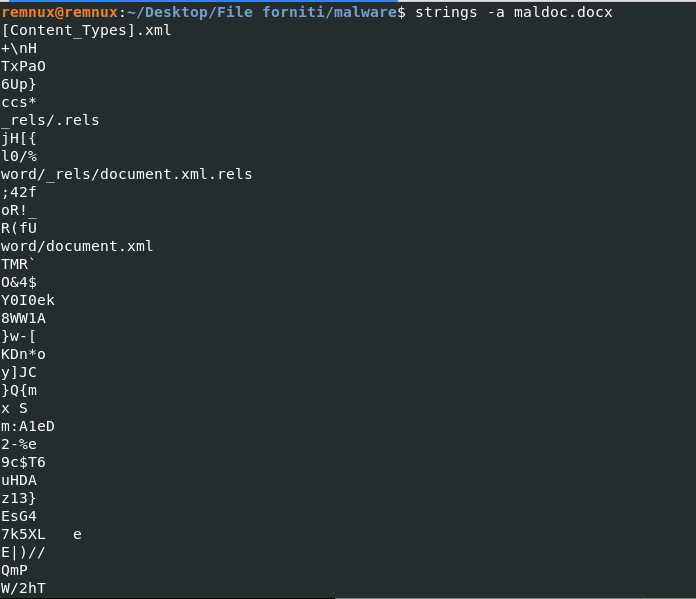 remnux@remnux:~/Desktop/File forniti/malware$ strings -a maldoc.docx
[Content_Types].xml
+\nH
TxPaO
6Up}
ccs*
_rels/.rels
jH[{
l0/%
word/_rels/document.xml.rels
;42f
oR!_
R(fU
word/document.xml
TMR`
O&4$
Y0I0ek
8WW1A
}w-[
KDn*o
y]JC
}Q{m
x S
m:A1eD
2-%e
9c$T6
uHDA
z13}
EsG4
7k5XL   e
E|)//
QmP
W/2hT